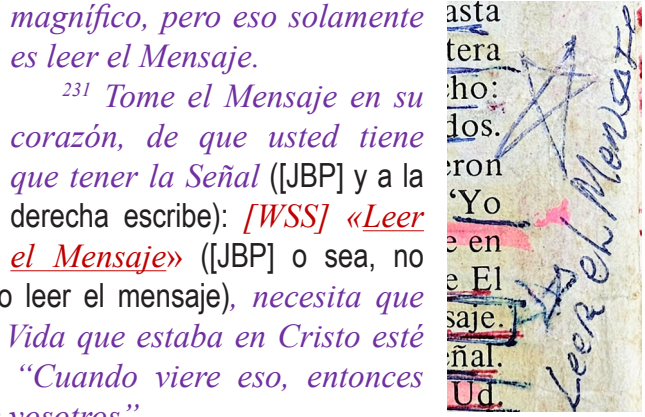 magnífico, pero eso solamente
es leer el Mensaje.
231 Tome el Mensaje en su
corazón, de que usted tiene
que tener la Señal ([JBP] y a la
derecha escribe): [WSS] «Leer
el Mensaje» ([JBP] o sea, no
o leer el mensaje), necesita que
Vida que estaba en Cristo esté
“Cuando viere eso, entonces
vosotros”
asta
tera
cho:
dos.
eron
“Yo
e en
e El
saje.
eñal.
Ud.
Leer el Mensaje